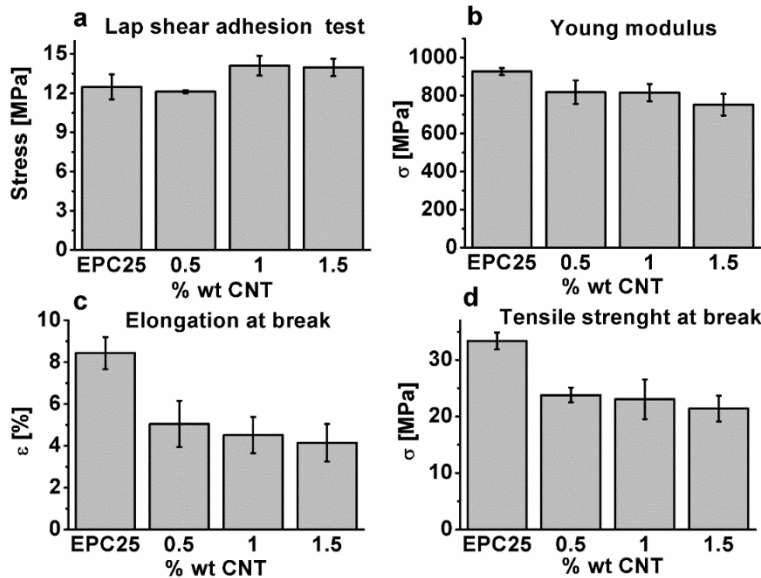 a Lap shear adhesion test
Stress [MPa]
15
12
9
6
3
0
EPC25 0.5 1 1.5
% wt CNT
b Young modulus
σ [MPa]
1000
800
600
400
200
0
EPC25 0.5 1 1.5
% wt CNT
c Elongation at break
ε [%]
10
8
6
4
2
0
EPC25 0.5 1 1.5
% wt CNT
d Tensile strenght at break
σ [MPa]
30
20
10
0
EPC25 0.5 1 1.5
% wt CNT